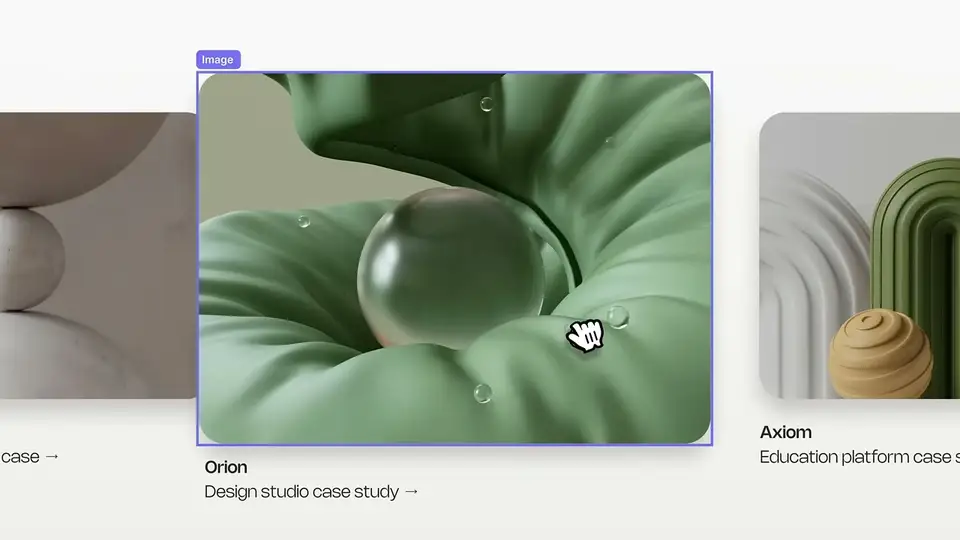 Image
case →
Orion
Design studio case study →
Axiom
Education platform case s